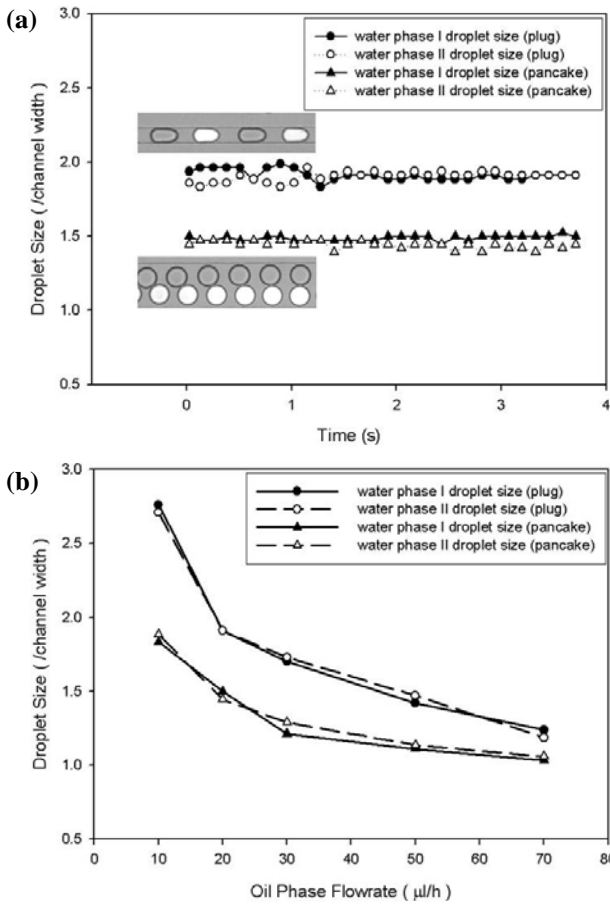 (a)
3.0
2.5
2.0
1.5
1.0
0.5
Droplet Size ( /channel width)
water phase I droplet size (plug)
water phase II droplet size (plug)
water phase I droplet size (pancake)
water phase II droplet size (pancake)
0 1 2 3 4
Time (s)
(b)
3.0
2.5
2.0
1.5
1.0
0.5
Droplet Size ( /channel width)
water phase I droplet size (plug)
water phase II droplet size (plug)
water phase I droplet size (pancake)
water phase II droplet size (pancake)
0 10 20 30 40 50 60 70 80
Oil Phase Flowrate ( µl/h )